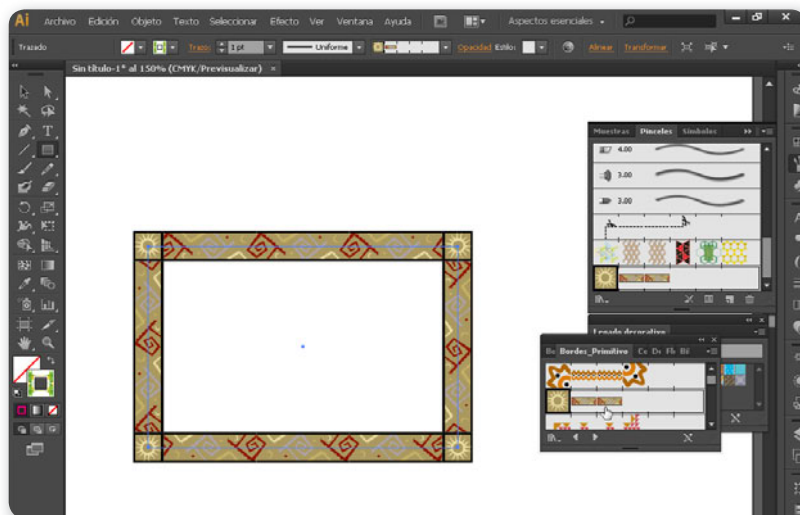 Ai Archivo Edición Objeto Texto Seleccionar Efecto Ver Ventana Ayuda Aspectos esenciales
Trazado Trazo: 1 pt Uniforme Opacidad Estilo: Alinear Transformar
Sin título-1* al 150% (CMYK/Previsualizar) ×
Muestras Pinceles Símbolos
4.00
3.00
3.00
Legado decorativo
Bordes_Primitivo